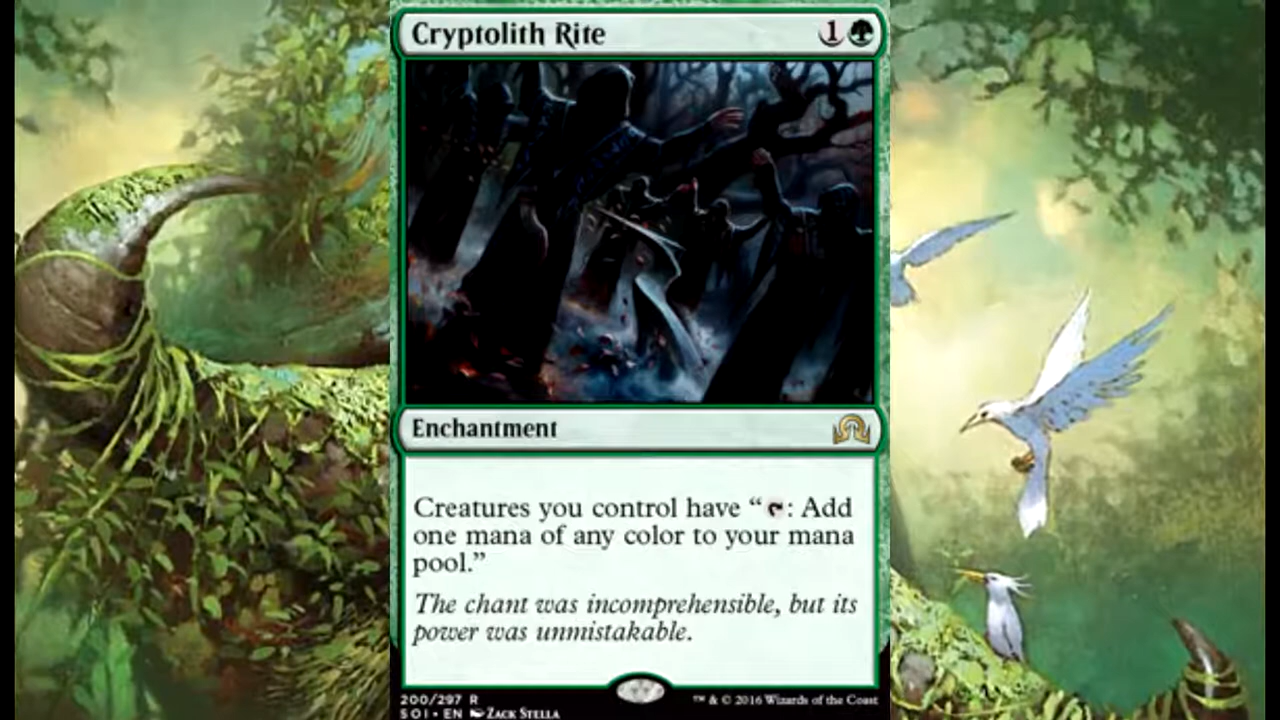 Cryptolith Rite 1
Enchantment
Creatures you control have “ : Add
one mana of any color to your mana
pool.”
The chant was incomprehensible, but its
power was unmistakable.
200/297 R
SOI • EN ZACK STELLA
™ & © 2016 Wizards of the Coast